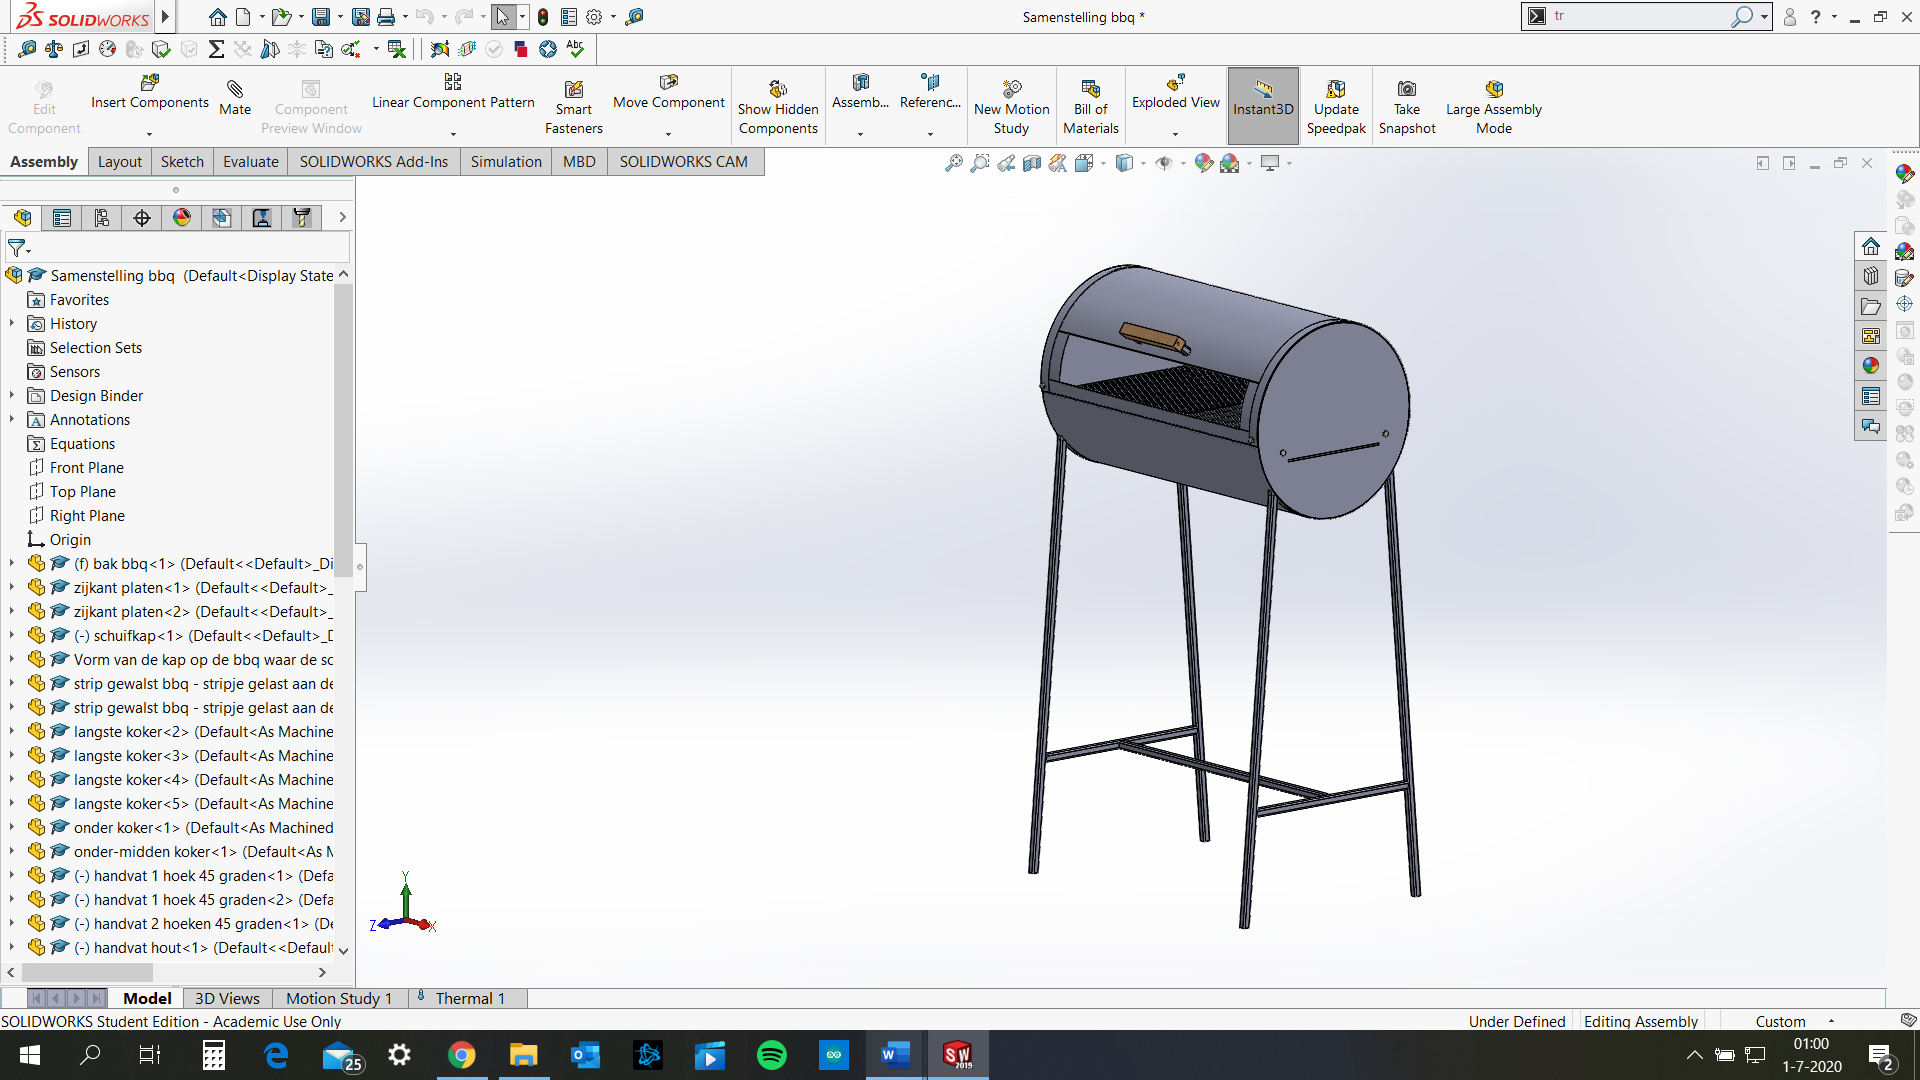 SOLIDWORKS
Samenstelling bbq *
tr
Edit Component
Insert Components
Mate
Component Preview Window
Linear Component Pattern
Smart Fasteners
Move Component
Show Hidden Components
Assemb...
Referenc...
New Motion Study
Bill of Materials
Exploded View
Instant3D
Update Speedpak
Take Snapshot
Large Assembly Mode
Assembly
Layout
Sketch
Evaluate
SOLIDWORKS Add-Ins
Simulation
MBD
SOLIDWORKS CAM
Samenstelling bbq (Default<Display State
Favorites
History
Selection Sets
Sensors
Design Binder
Annotations
Equations
Front Plane
Top Plane
Right Plane
Origin
(f) bak bbq<1> (Default<<Default>_Di
zijkant platen<1> (Default<<Default>_
zijkant platen<2> (Default<<Default>_
(-) schuifkap<1> (Default<<Default>_D
Vorm van de kap op de bbq waar de sc
strip gewalst bbq - stripje gelast aan de
strip gewalst bbq - stripje gelast aan de
langste koker<2> (Default<As Machine
langste koker<3> (Default<As Machine
langste koker<4> (Default<As Machine
langste koker<5> (Default<As Machine
onder koker<1> (Default<As Machined
onder-midden koker<1> (Default<As M
(-) handvat 1 hoek 45 graden<1> (Defa
(-) handvat 1 hoek 45 graden<2> (Defa
(-) handvat 2 hoeken 45 graden<1> (De
(-) handvat hout<1> (Default<<Default
Y
Z
X
Model
3D Views
Motion Study 1
Thermal 1
SOLIDWORKS Student Edition - Academic Use Only
Under Defined
Editing Assembly
Custom
25
SW
2019
01:00
1-7-2020
2